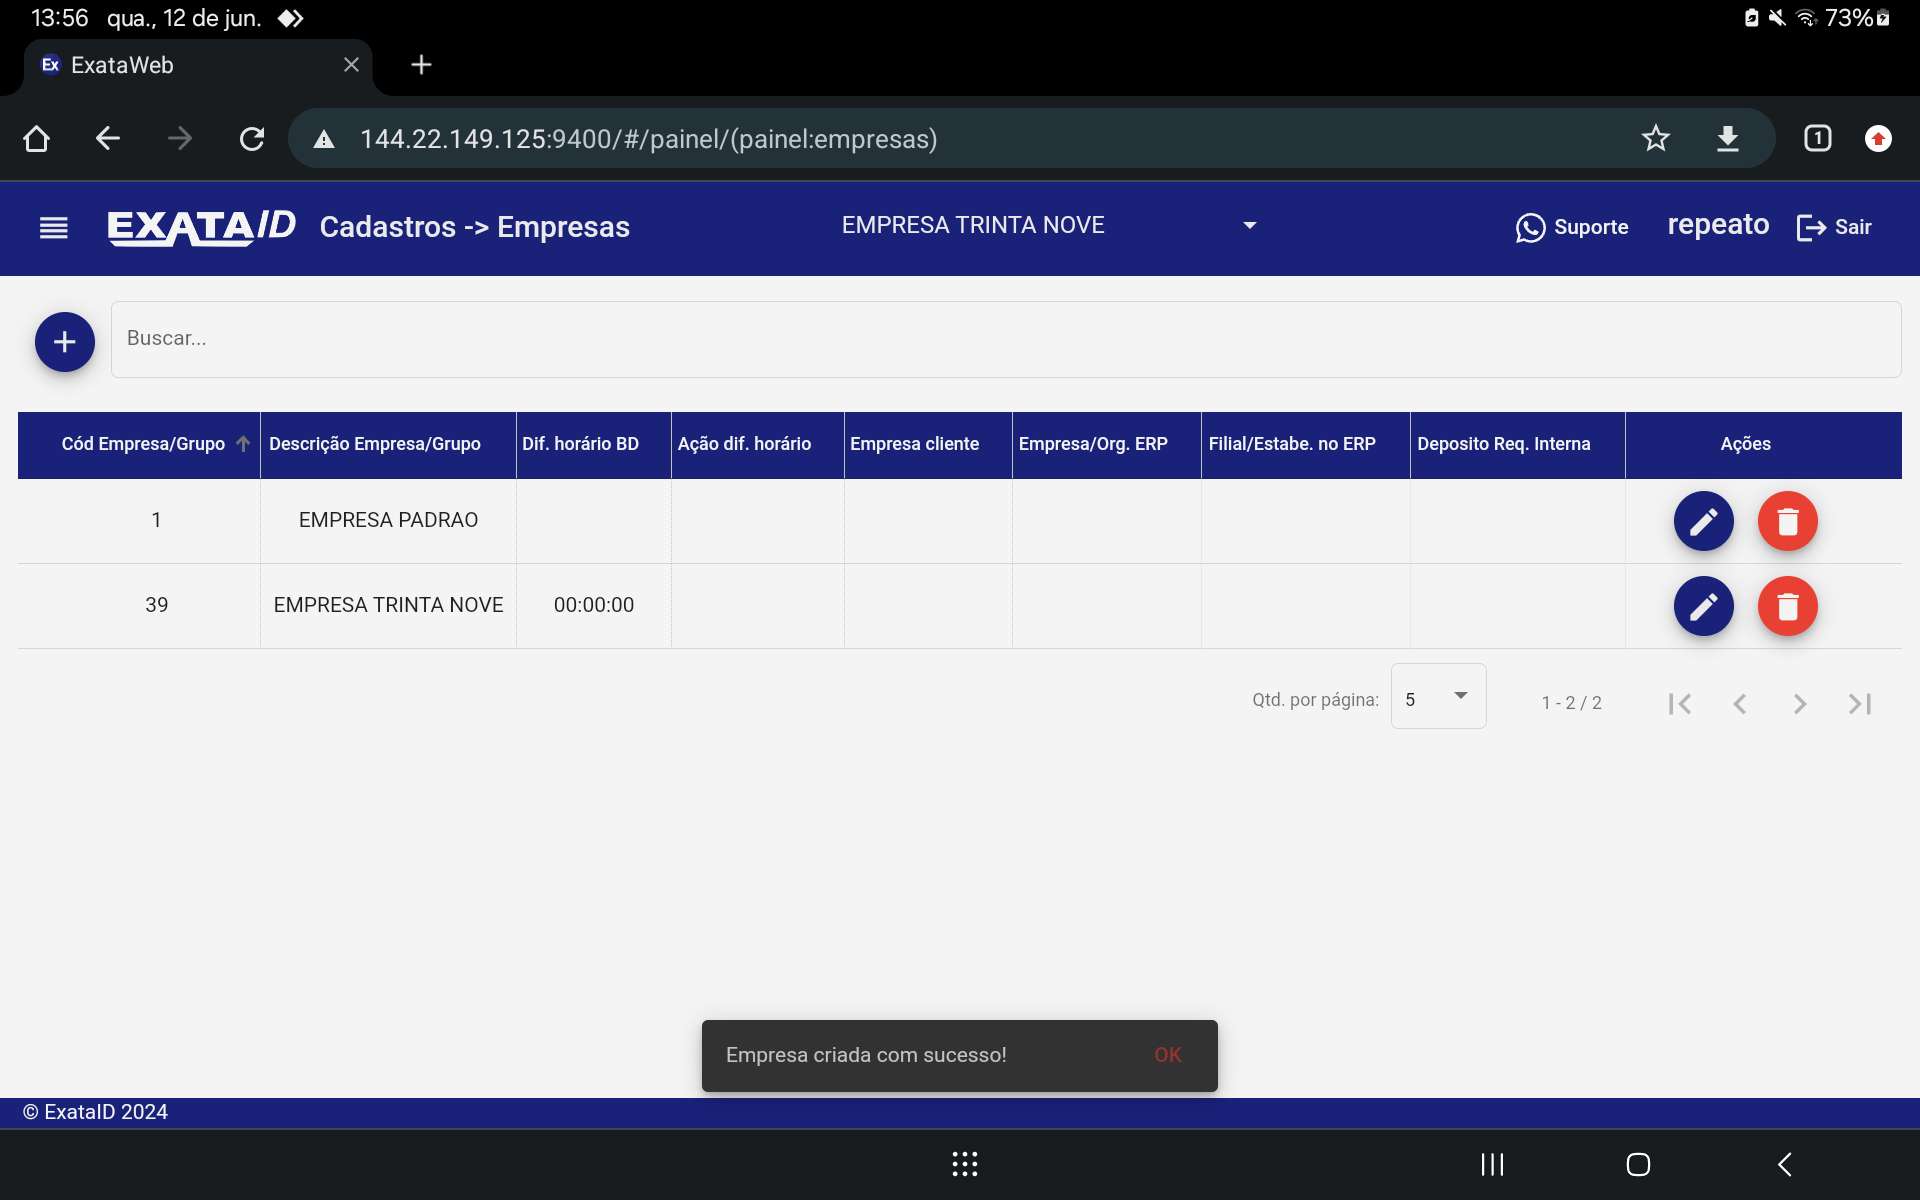 13:56 qua., 12 de jun. 73%
Ex ExataWeb
144.22.149.125:9400/#/painel/(painel:empresas) 1
EXATAID Cadastros -> Empresas EMPRESA TRINTA NOVE Suporte repeato Sair
Buscar...
Cód Empresa/Grupo Descrição Empresa/Grupo Dif. horário BD Ação dif. horário Empresa cliente Empresa/Org. ERP Filial/Estabe. no ERP Deposito Req. Interna Ações
1 EMPRESA PADRAO
39 EMPRESA TRINTA NOVE 00:00:00
Qtd. por página: 5 1 - 2 / 2
Empresa criada com sucesso! OK
© ExataID 2024